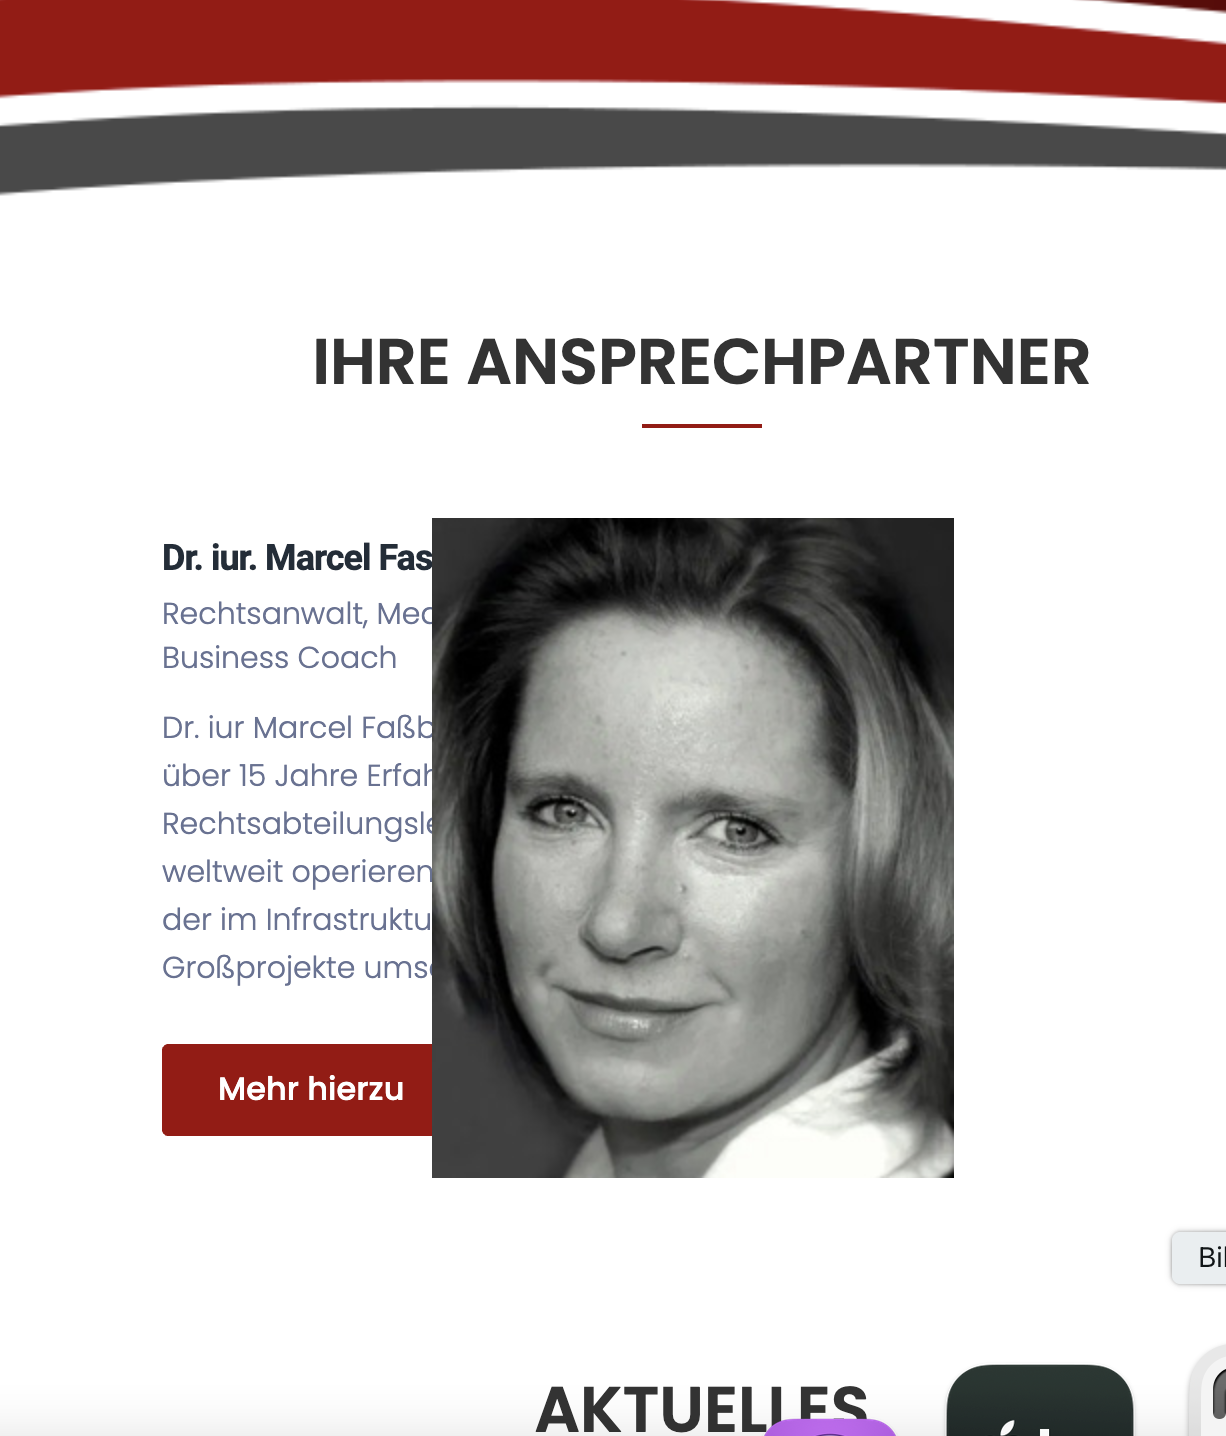 IHRE ANSPRECHPARTNER
Dr. iur. Marcel Fas
Rechtsanwalt, Med
Business Coach
Dr. iur Marcel Faßb
über 15 Jahre Erfah
Rechtsabteilungsle
weltweit operieren
der im Infrastruktu
Großprojekte ums
Mehr hierzu
Bil
AKTUELLES